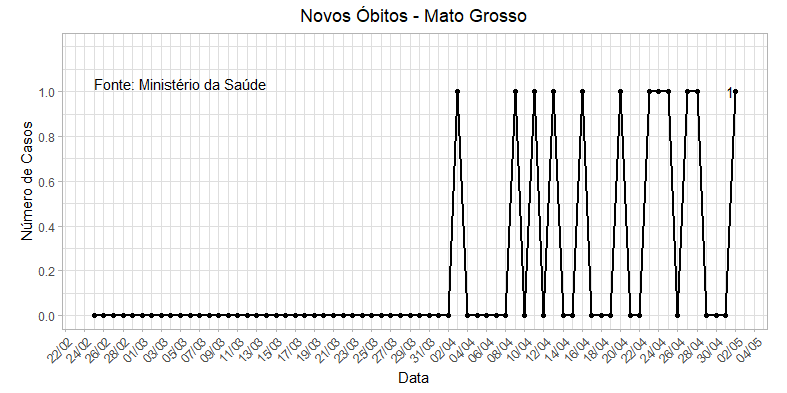 Novos Óbitos - Mato Grosso
Fonte: Ministério da Saúde
1
Número de Casos
1.0
0.8
0.6
0.4
0.2
0.0
22/02 24/02 26/02 28/02 01/03 03/03 05/03 07/03 09/03 11/03 13/03 15/03 17/03 19/03 21/03 23/03 25/03 27/03 29/03 31/03 02/04 04/04 06/04 08/04 10/04 12/04 14/04 16/04 18/04 20/04 22/04 24/04 26/04 28/04 30/04 02/05 04/05
Data